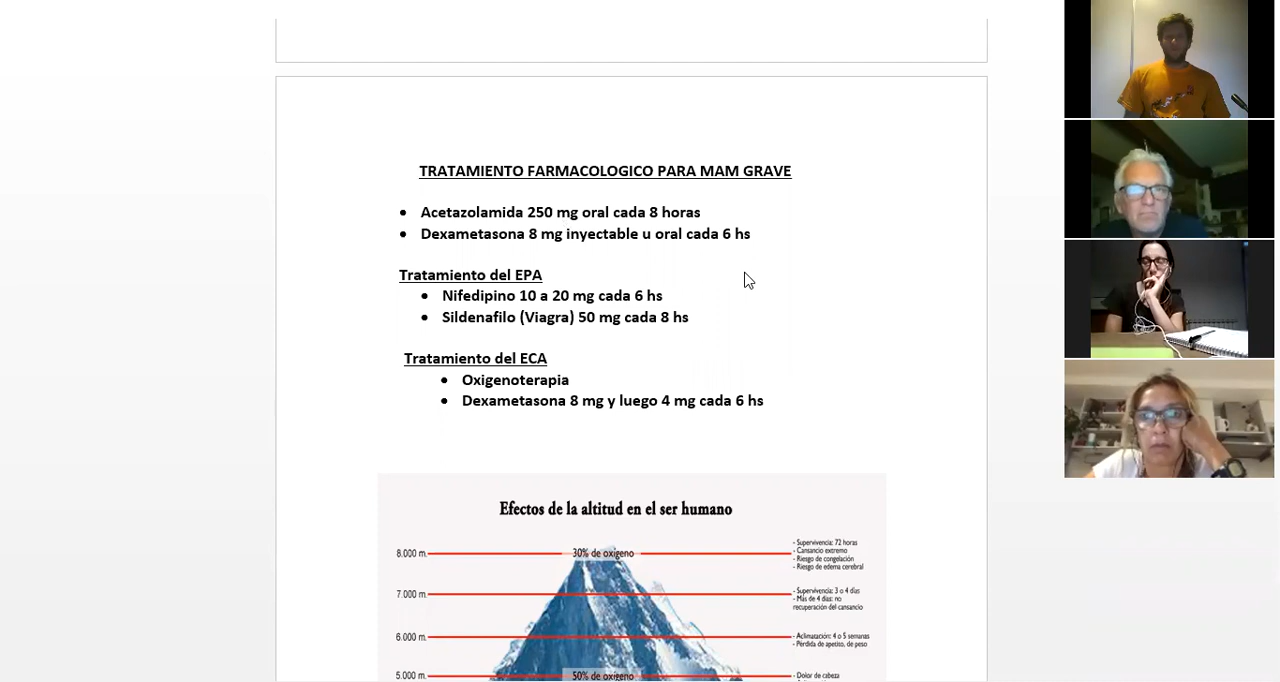 TRATAMIENTO FARMACOLOGICO PARA MAM GRAVE
• Acetazolamida 250 mg oral cada 8 horas
• Dexametasona 8 mg inyectable u oral cada 6 hs
Tratamiento del EPA
• Nifedipino 10 a 20 mg cada 6 hs
• Sildenafilo (Viagra) 50 mg cada 8 hs
Tratamiento del ECA
• Oxigenoterapia
• Dexametasona 8 mg y luego 4 mg cada 6 hs
Efectos de la altitud en el ser humano
8.000 m.
30% de oxígeno
- Supervivencia: 72 horas
- Cansancio extremo
- Riesgo de congelación
- Riesgo de edema cerebral
7.000 m.
- Supervivencia: 3 o 4 días
- Más de 4 días: no
recuperación del cansancio
6.000 m.
- Aclimatación: 4 o 5 semanas
- Pérdida de apetito, de peso
5.000 m.
50% de oxígeno
- Dolor de cabeza